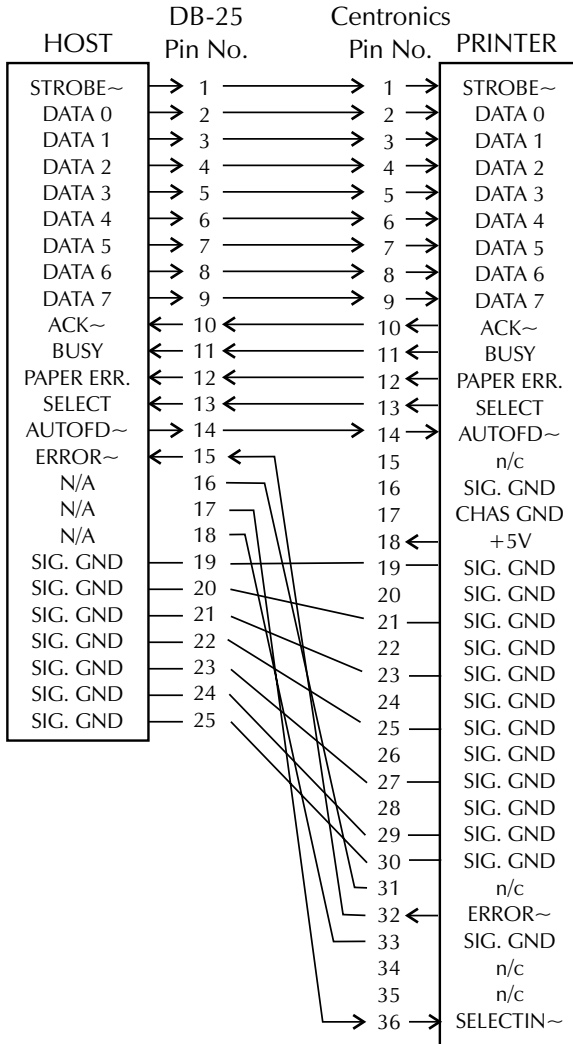 DB-25 Centronics
HOST Pin No. Pin No. PRINTER
STROBE~ 1 1 STROBE~
DATA 0 2 2 DATA 0
DATA 1 3 3 DATA 1
DATA 2 4 4 DATA 2
DATA 3 5 5 DATA 3
DATA 4 6 6 DATA 4
DATA 5 7 7 DATA 5
DATA 6 8 8 DATA 6
DATA 7 9 9 DATA 7
ACK~ 10 10 ACK~
BUSY 11 11 BUSY
PAPER ERR. 12 12 PAPER ERR.
SELECT 13 13 SELECT
AUTOFD~ 14 14 AUTOFD~
ERROR~ 15 15 n/c
N/A 16 16 SIG. GND
N/A 17 17 CHAS GND
N/A 18 18 +5V
SIG. GND 19 19 SIG. GND
SIG. GND 20 20 SIG. GND
SIG. GND 21 21 SIG. GND
SIG. GND 22 22 SIG. GND
SIG. GND 23 23 SIG. GND
SIG. GND 24 24 SIG. GND
SIG. GND 25 25 SIG. GND
26 SIG. GND
27 SIG. GND
28 SIG. GND
29 SIG. GND
30 SIG. GND
31 n/c
32 ERROR~
33 SIG. GND
34 n/c
35 n/c
36 SELECTIN~